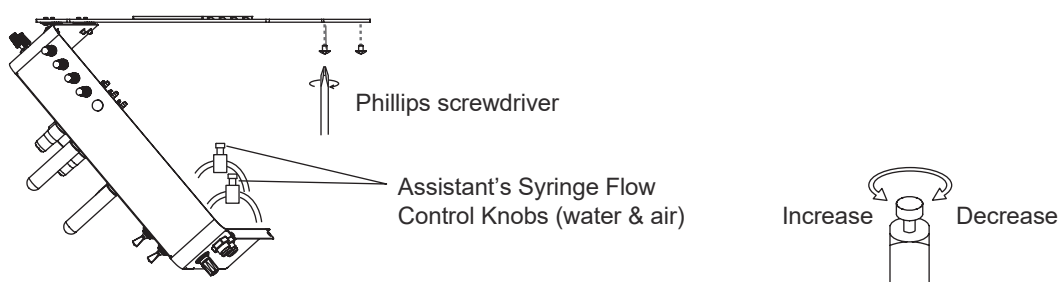 Phillips screwdriver
Assistant’s Syringe Flow
Control Knobs (water & air)
Increase Decrease